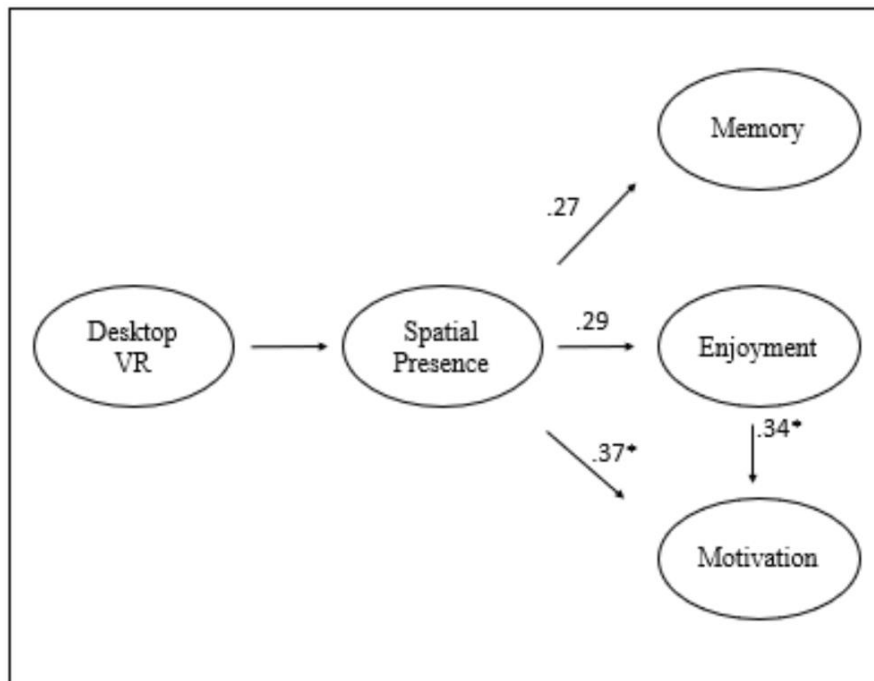 Memory
.27
Desktop
VR
Spatial
Presence
.29
Enjoyment
.37*
.34*
Motivation